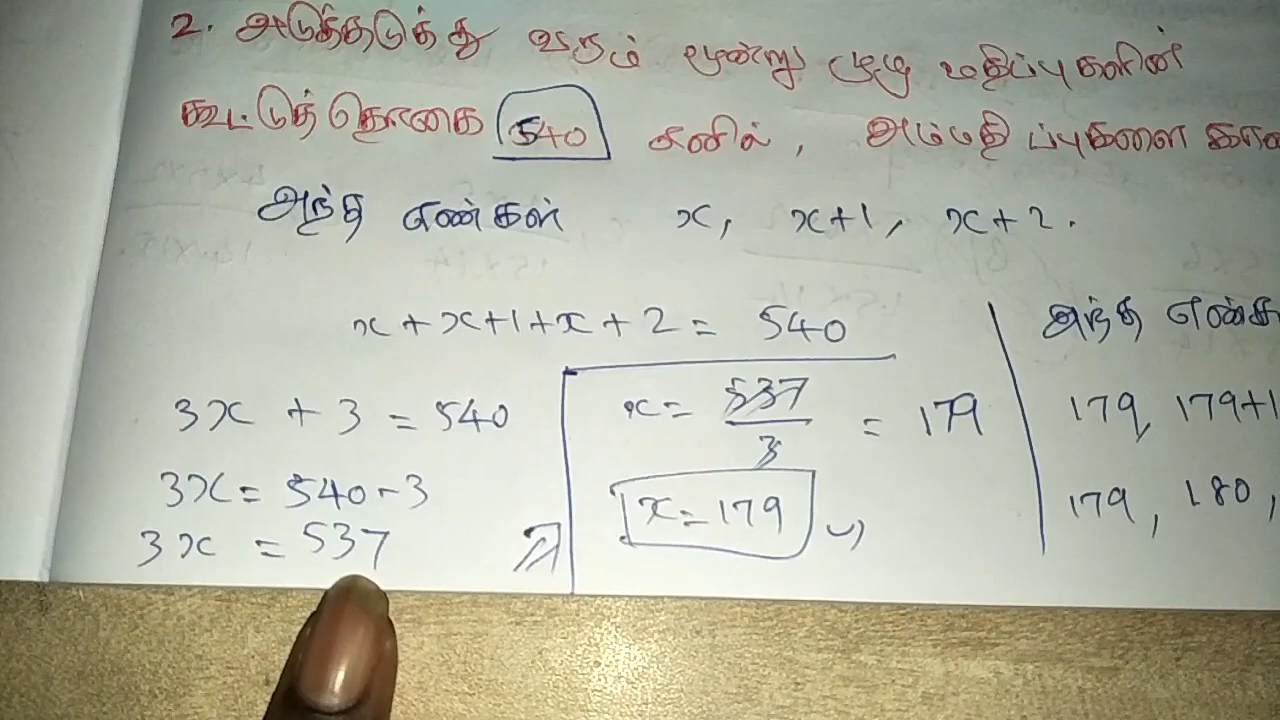 2. அடுத்தடுத்து வரும் மூன்று முழு மதிப்புகளின்
கூட்டுத்தொகை 540 எனில், அம்மதிப்புகளை
அந்த எண்கள் x, x+1, x+2.
x+x+1+x+2 = 540
3x + 3 = 540
3x = 540-3
3x = 537
x = 537/3 = 179
x = 179
அந்த
179, 179+1
179, 180,